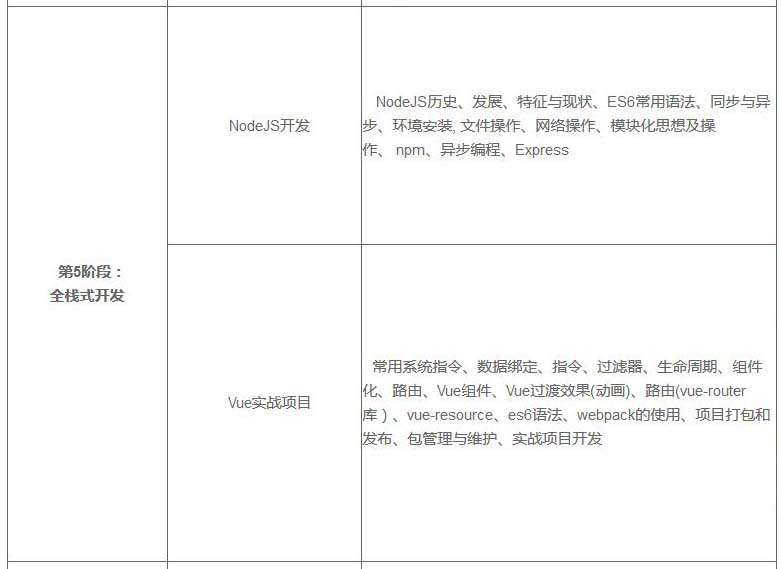 第5阶段：
全栈式开发
NodeJS开发
NodeJS历史、发展、特征与现状、ES6常用语法、同步与异
步、环境安装, 文件操作、网络操作、模块化思想及操
作、 npm、异步编程、Express
Vue实战项目
常用系统指令、数据绑定、指令、过滤器、生命周期、组件
化、路由、Vue组件、Vue过渡效果(动画)、路由(vue-router
库 ) 、vue-resource、es6语法、webpack的使用、项目打包和
发布、包管理与维护、实战项目开发